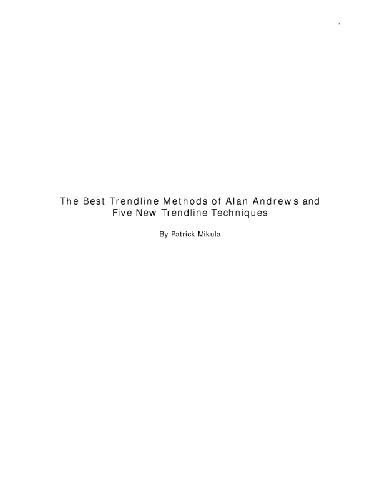 The Best Trendline Methods of Alan Andrews and
Five New Trendline Techniques
By Patrick Mikula